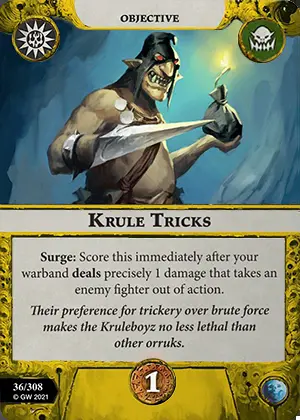 OBJECTIVE
KRULE TRICKS
Surge: Score this immediately after your
warband deals precisely 1 damage that takes an
enemy fighter out of action.
Their preference for trickery over brute force
makes the Kruleboyz no less lethal than
other orruks.
36/308
© GW 2021
1